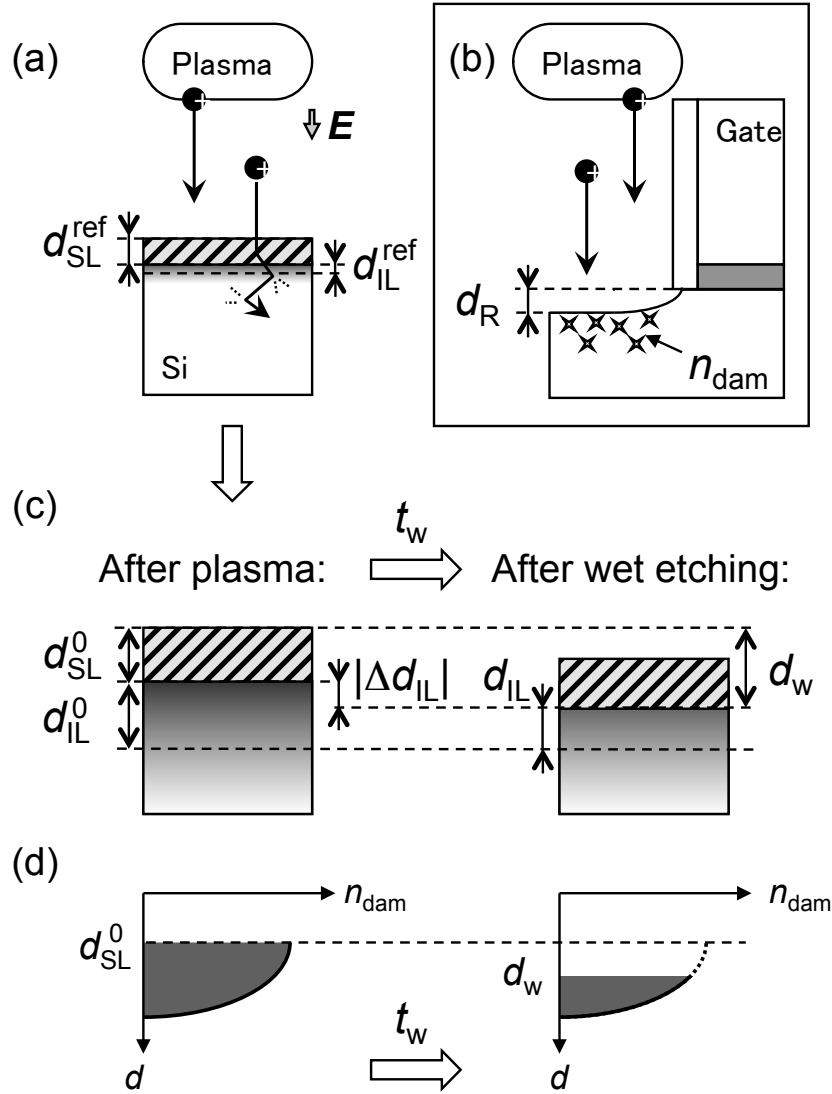 (a)
Plasma
+
E
+
d_SL^ref
d_IL^ref
Si
(b)
Plasma
+
Gate
+
d_R
n_dam
(c)
t_w
After plasma:
After wet etching:
d_SL^0
|Δd_IL|
d_IL
d_w
d_IL^0
(d)
n_dam
n_dam
d_SL^0
d_w
t_w
d
d